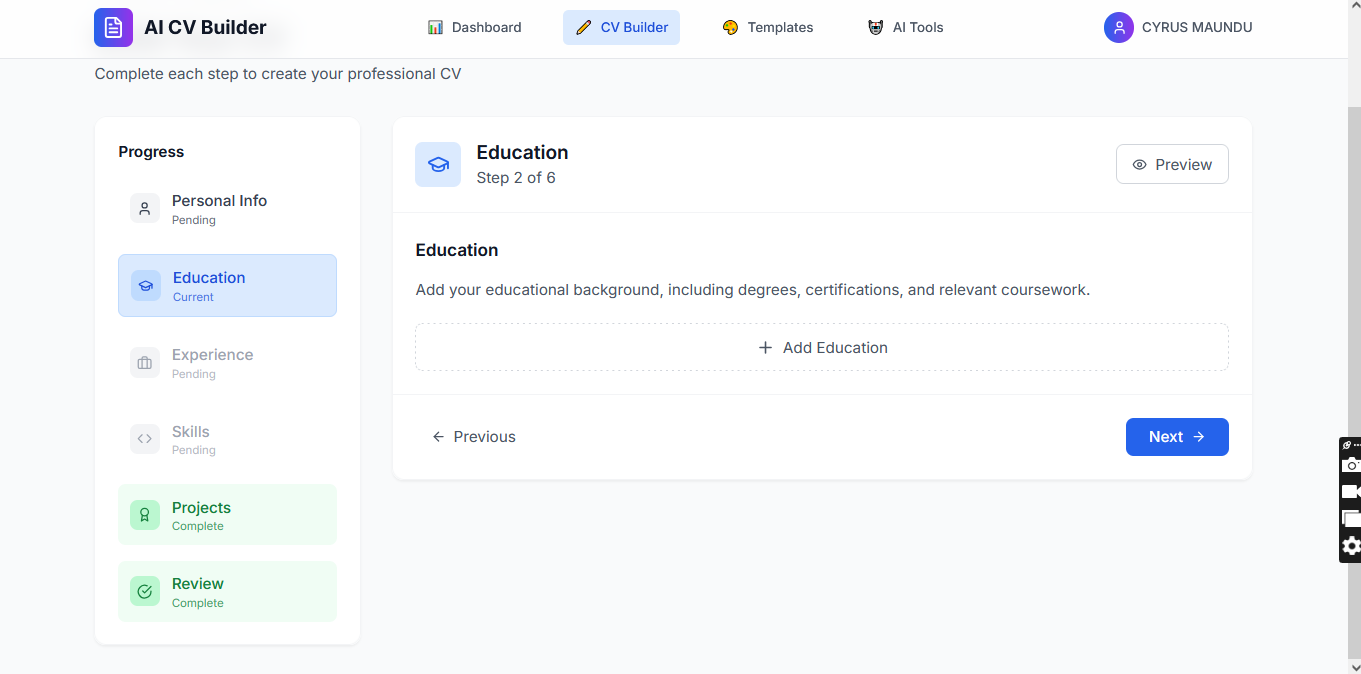 AI CV Builder
Dashboard
CV Builder
Templates
AI Tools
CYRUS MAUNDU
Complete each step to create your professional CV
Progress
Personal Info
Pending
Education
Current
Experience
Pending
Skills
Pending
Projects
Complete
Review
Complete
Education
Step 2 of 6
Preview
Education
Add your educational background, including degrees, certifications, and relevant coursework.
Add Education
Previous
Next